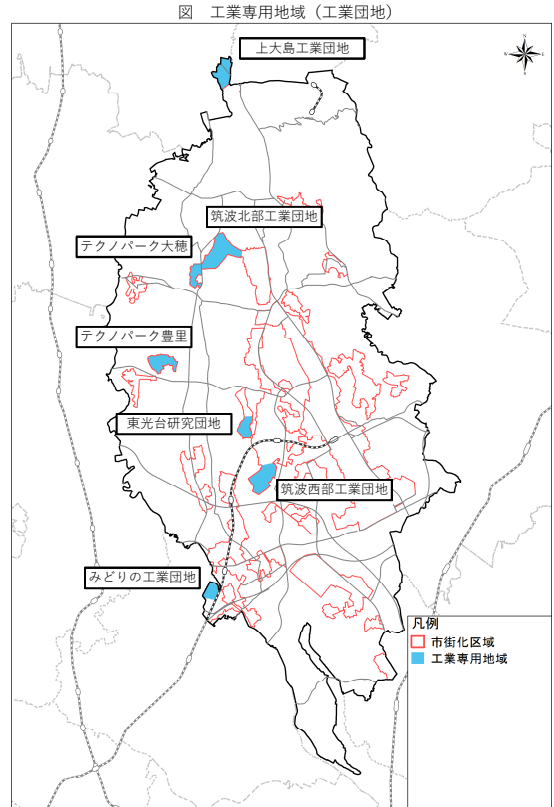 図 工業専用地域（工業団地）
上大島工業団地
N
W
E
S
筑波北部工業団地
テクノパーク大穂
テクノパーク豊里
東光台研究団地
筑波西部工業団地
みどりの工業団地
凡例
市街化区域
工業専用地域